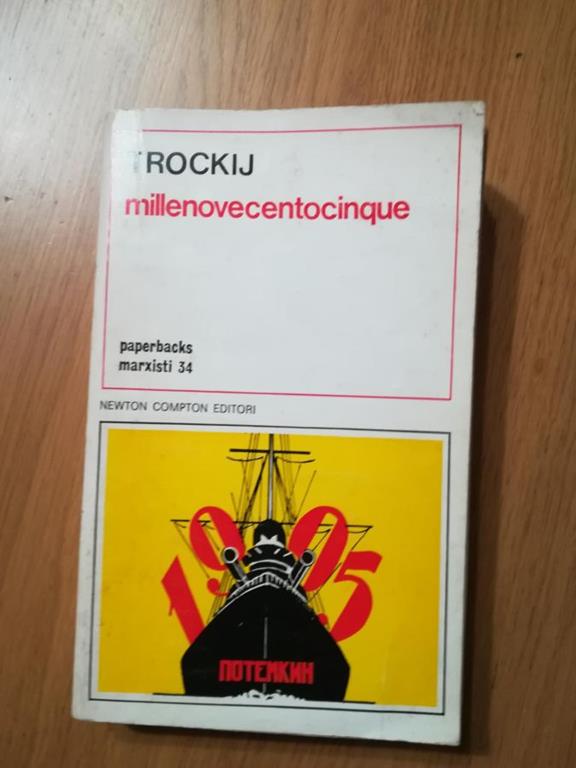 TROCKIJ
millenovecentocinque
paperbacks
marxisti 34
NEWTON COMPTON EDITORI
1905
ПОТЕМКИН